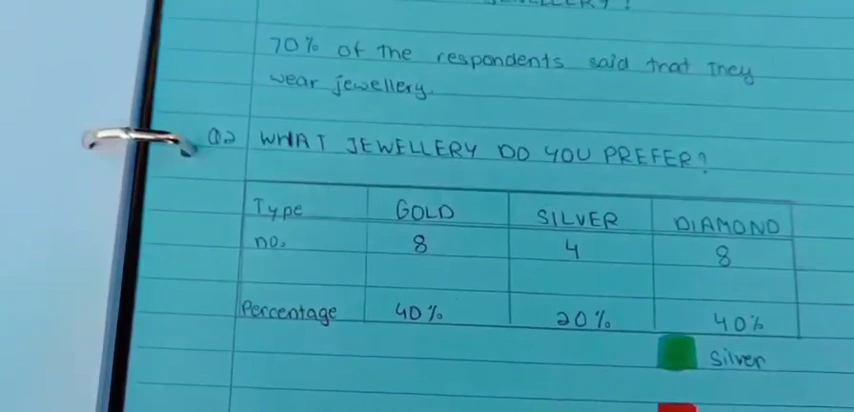 70% of the respondents said that they
wear jewellery.
Q2 WHAT JEWELLERY DO YOU PREFER?
Type GOLD SILVER DIAMOND
no. 8 4 8
Percentage 40% 20% 40%
Silver